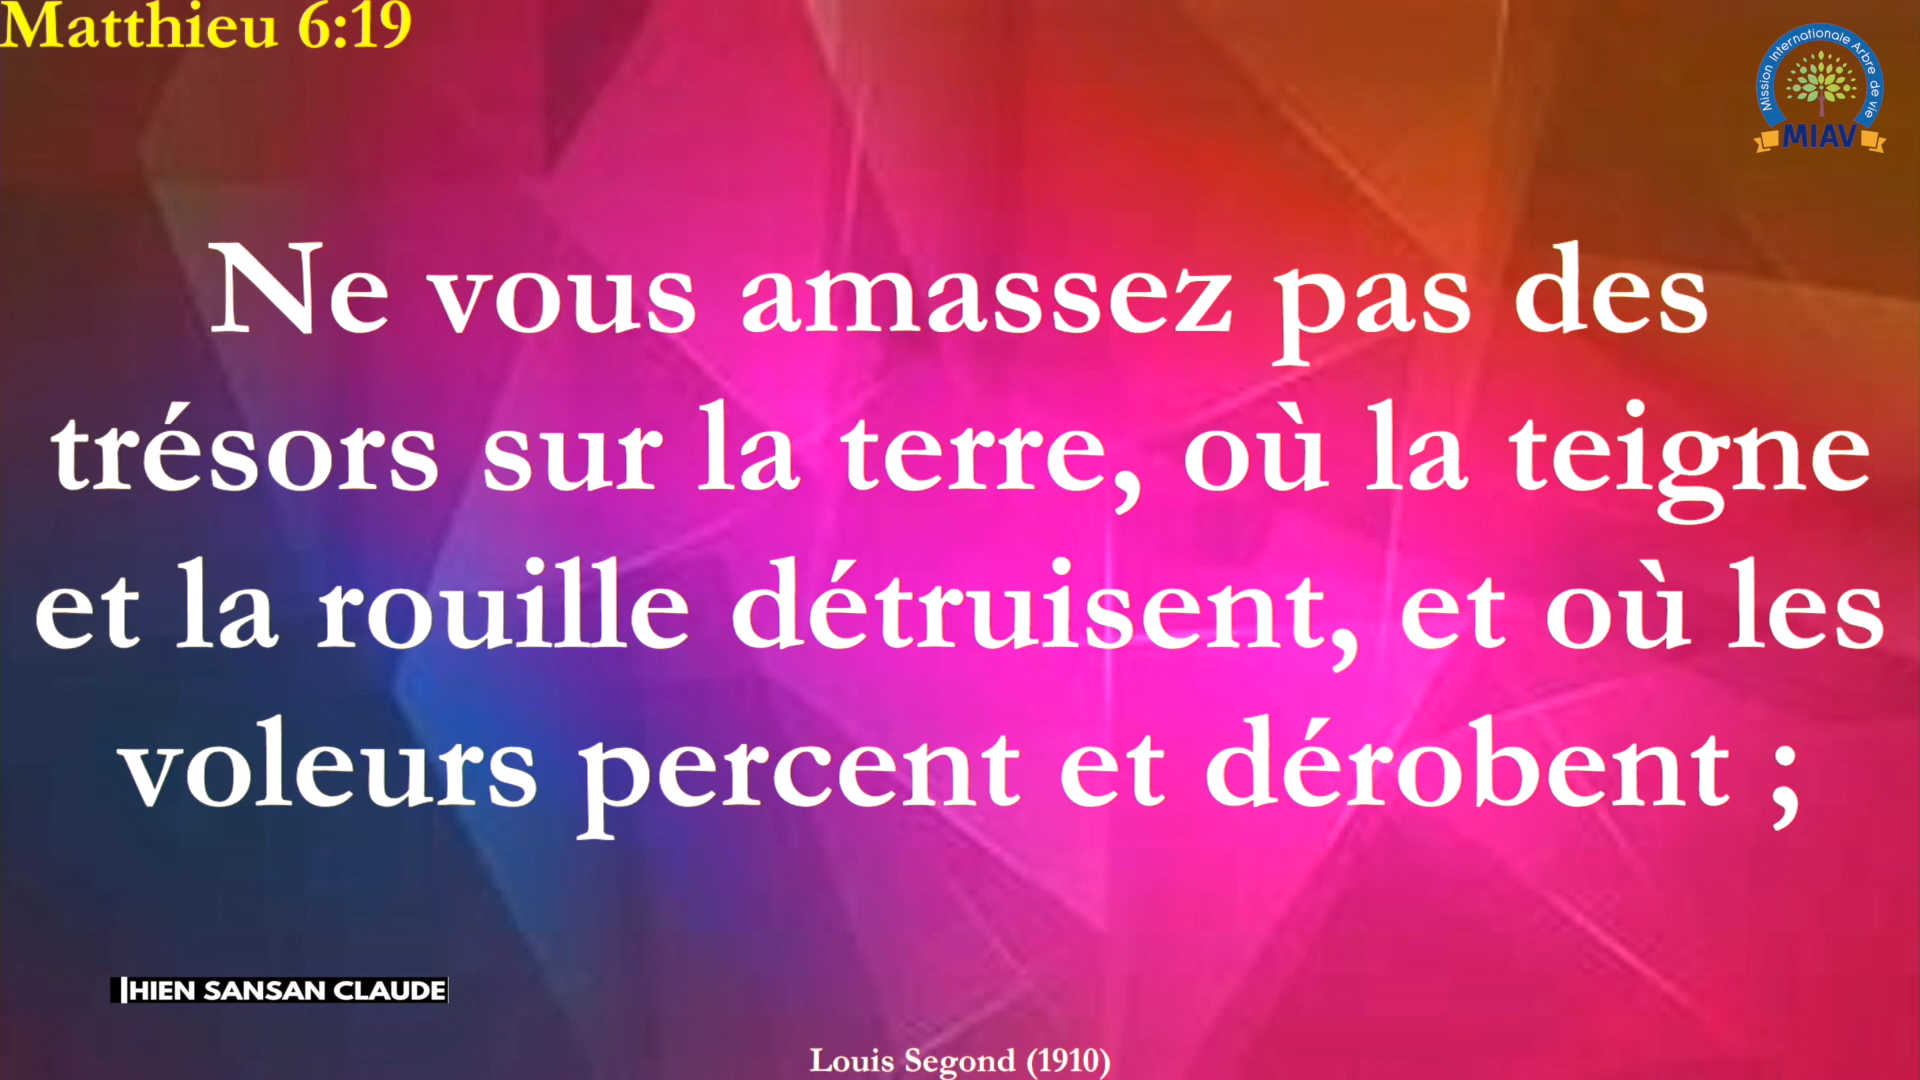 Matthieu 6:19
Mission Internationale Arbre de vie
MIAV
Ne vous amassez pas des
trésors sur la terre, où la teigne
et la rouille détruisent, et où les
voleurs percent et dérobent ;
HIEN SANSAN CLAUDE
Louis Segond (1910)